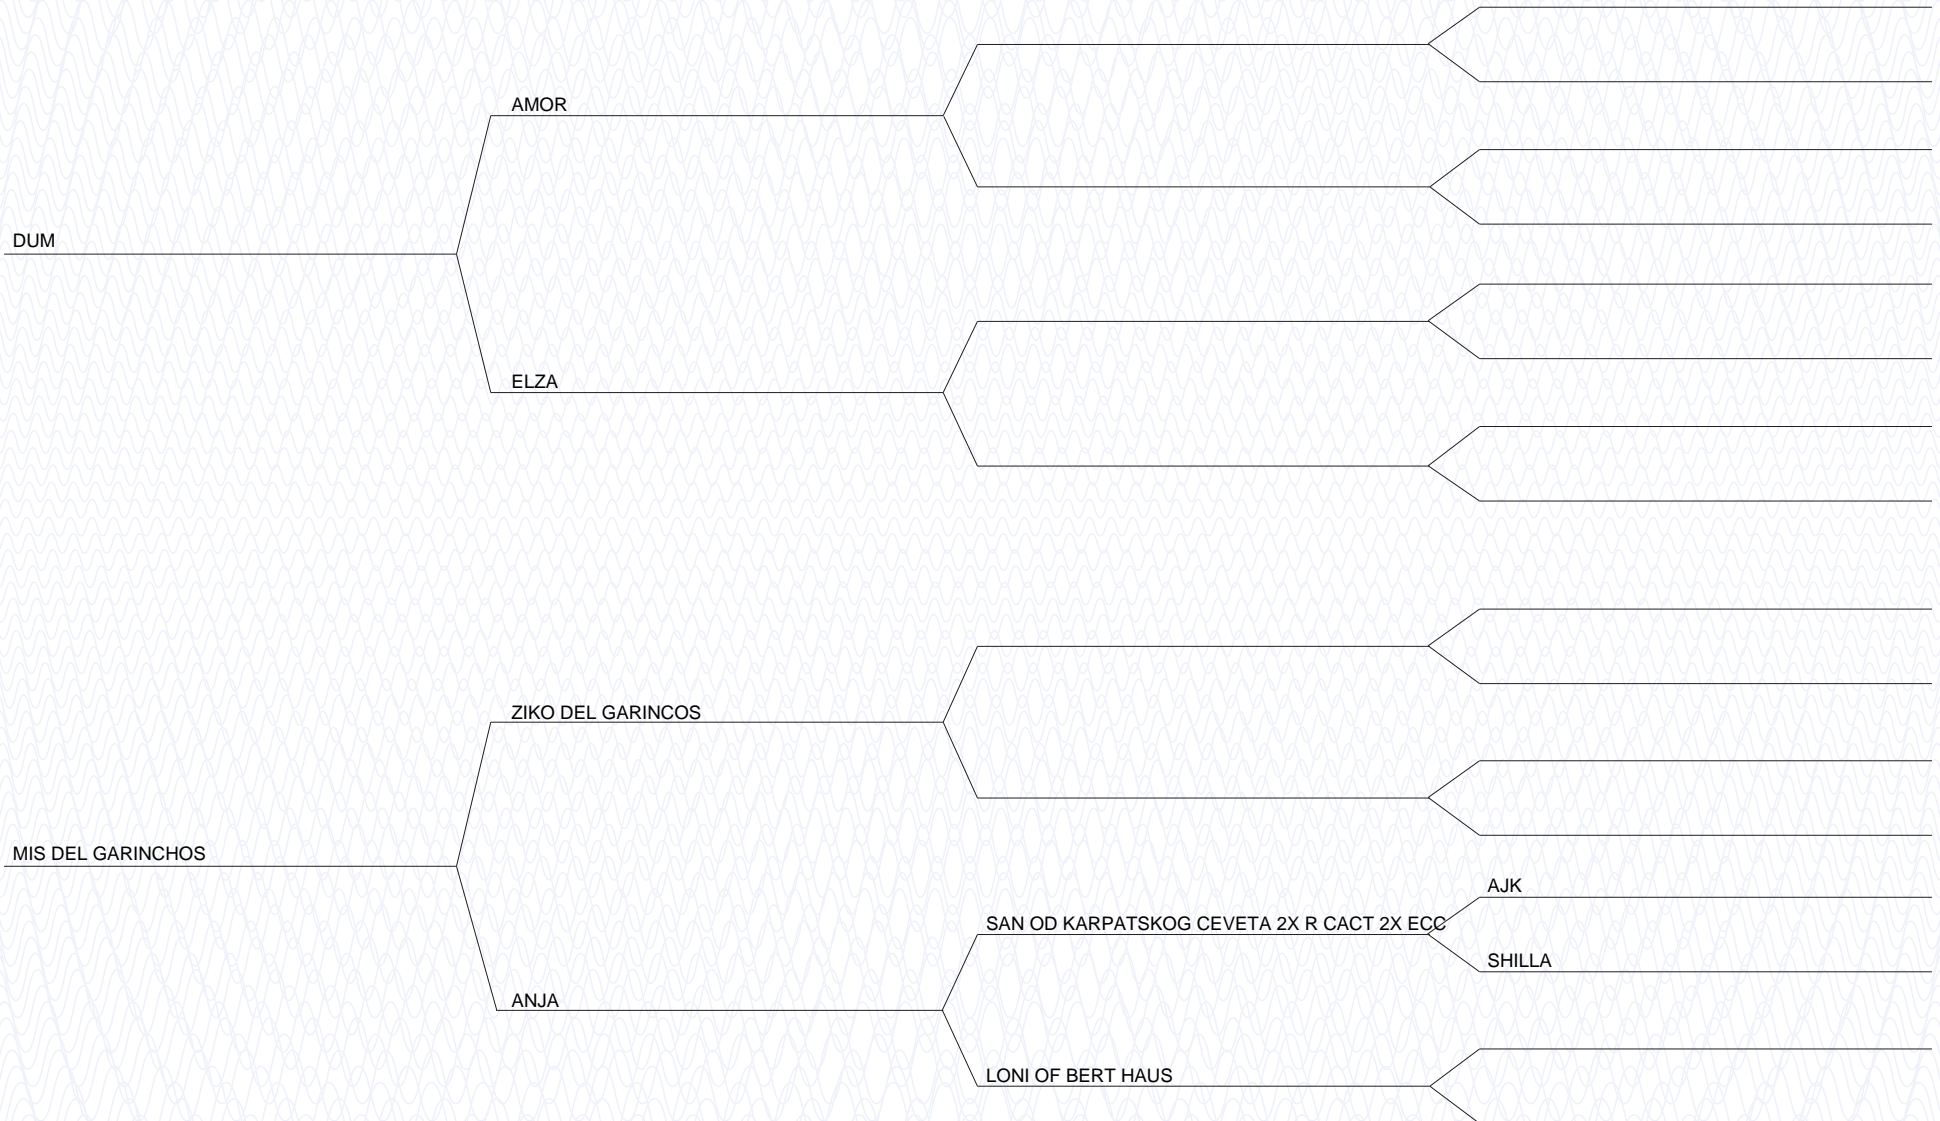 AMOR
DUM
ELZA
ZIKO DEL GARINCOS
MIS DEL GARINCHOS
AJK
SAN OD KARPATSKOG CEVETA 2X R CACT 2X ECC
SHILLA
ANJA
LONI OF BERT HAUS